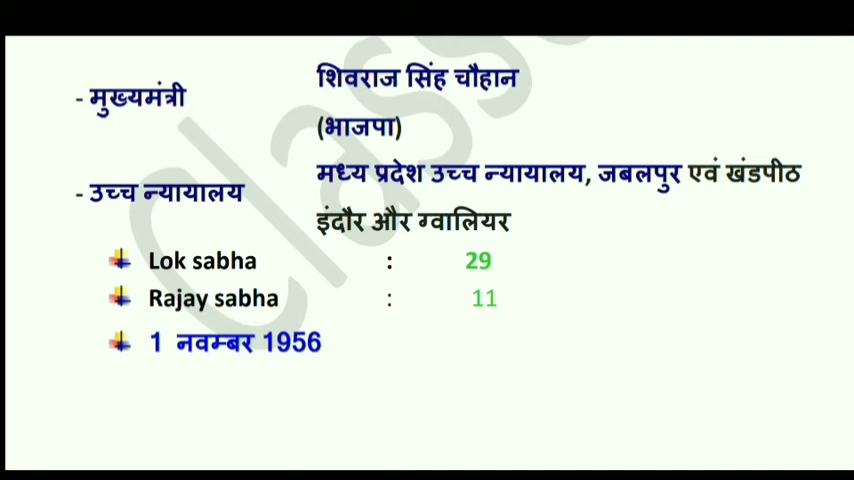 शिवराज सिंह चौहान
- मुख्यमंत्री
(भाजपा)
मध्य प्रदेश उच्च न्यायालय, जबलपुर एवं खंडपीठ
- उच्च न्यायालय
इंदौर और ग्वालियर
Lok sabha : 29
Rajay sabha : 11
1 नवम्बर 1956